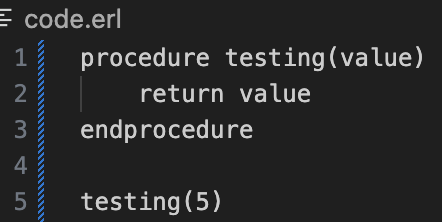 code.erl
1 procedure testing(value)
2     return value
3 endprocedure
4
5 testing(5)